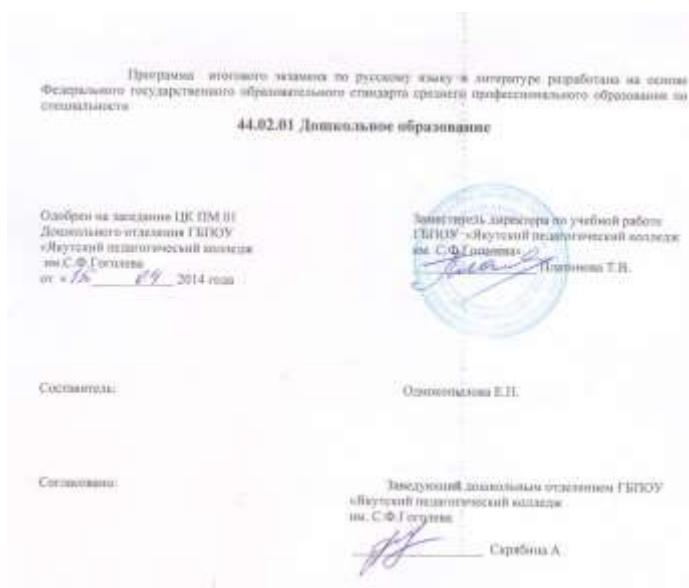 Программа итогового экзамена по русскому языку и литературе разработана на основе
Федерального государственного образовательного стандарта среднего профессионального образования по
специальности
44.02.01 Дошкольное образование
Одобрен на заседании ЦК ПМ 01
Дошкольного отделения ГБПОУ
«Якутский педагогический колледж
им.С.Ф.Гоголева
от «15 04 2014 года
Заместитель директора по учебной работе
ГБПОУ «Якутский педагогический колледж
им. С.Ф.Гоголева»
Платонова Т.В.
Составитель:
Однокопылова Е.П.
Согласовано:
Заведующий дошкольным отделением ГБПОУ
«Якутский педагогический колледж
им. С.Ф.Гоголева
Скрябина А